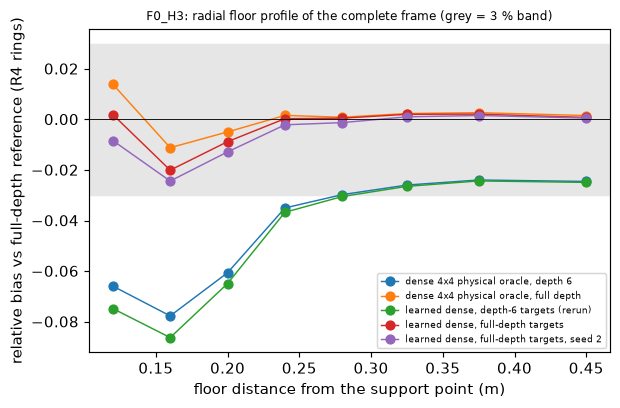 F0_H3: radial floor profile of the complete frame (grey = 3 % band)
relative bias vs full-depth reference (R4 rings)
0.02
0.00
−0.02
−0.04
−0.06
−0.08
dense 4x4 physical oracle, depth 6
dense 4x4 physical oracle, full depth
learned dense, depth-6 targets (rerun)
learned dense, full-depth targets
learned dense, full-depth targets, seed 2
0.15 0.20 0.25 0.30 0.35 0.40 0.45
floor distance from the support point (m)